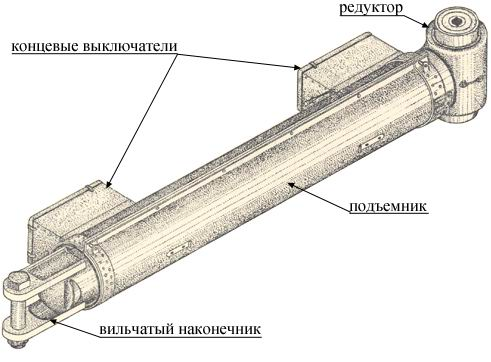 редуктор
концевые выключатели
подъемник
вильчатый наконечник